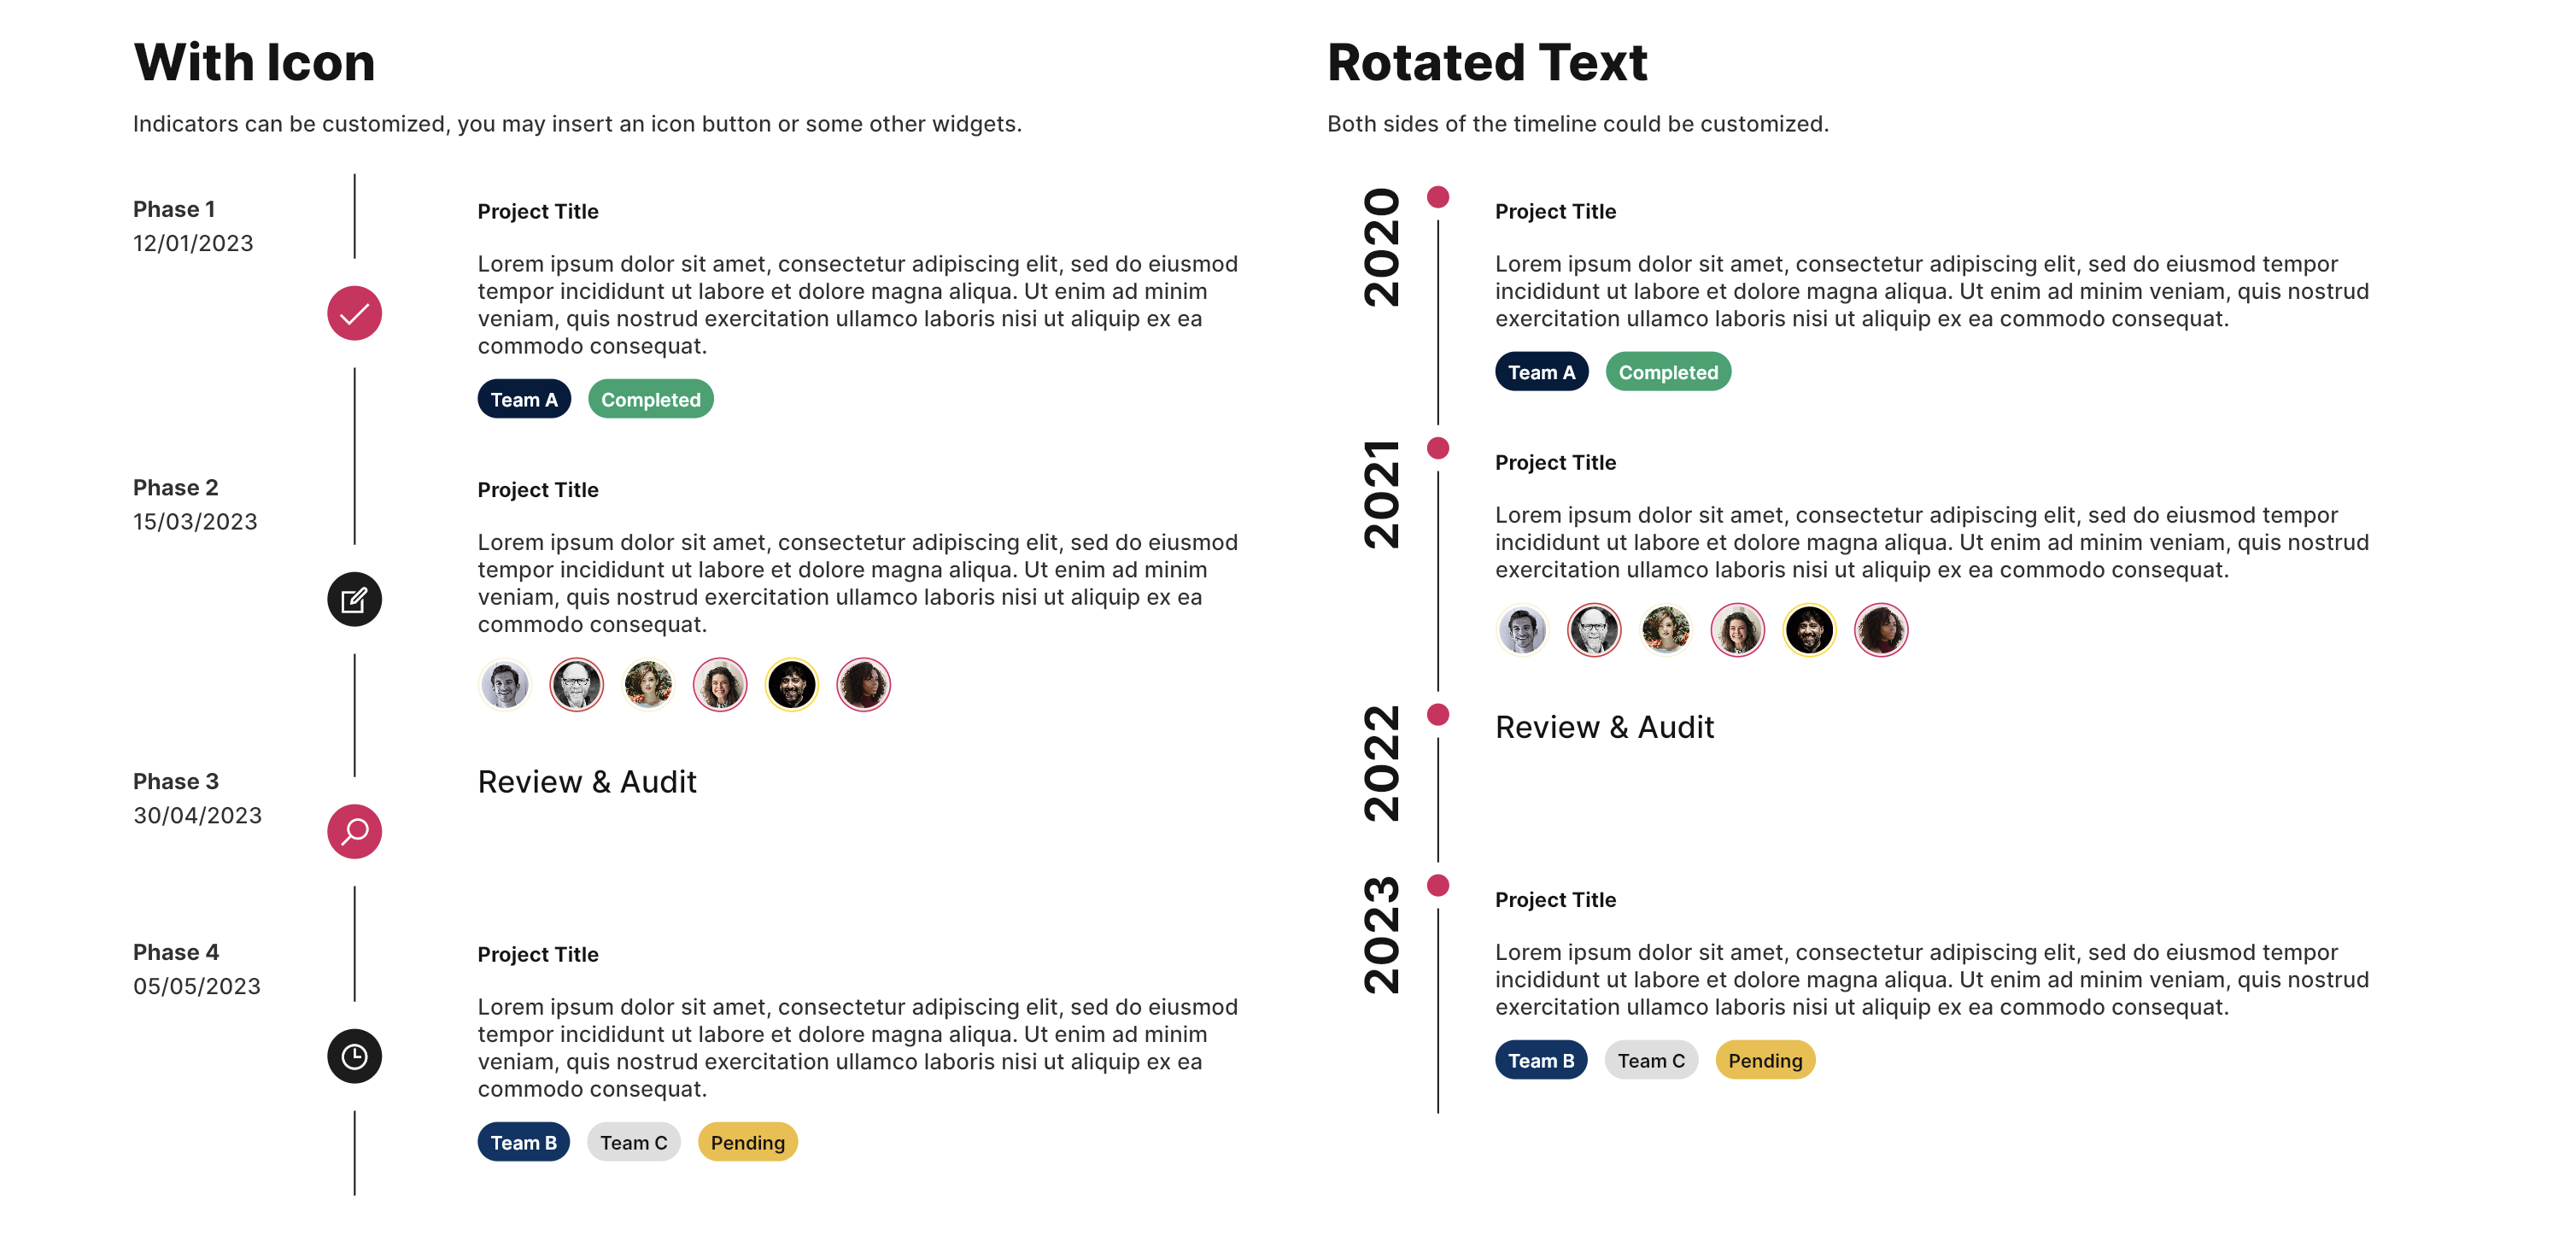 With Icon
Indicators can be customized, you may insert an icon button or some other widgets.
Phase 1
12/01/2023
Project Title
Lorem ipsum dolor sit amet, consectetur adipiscing elit, sed do eiusmod
tempor incididunt ut labore et dolore magna aliqua. Ut enim ad minim
veniam, quis nostrud exercitation ullamco laboris nisi ut aliquip ex ea
commodo consequat.
Team A Completed
Phase 2
15/03/2023
Project Title
Lorem ipsum dolor sit amet, consectetur adipiscing elit, sed do eiusmod
tempor incididunt ut labore et dolore magna aliqua. Ut enim ad minim
veniam, quis nostrud exercitation ullamco laboris nisi ut aliquip ex ea
commodo consequat.
Phase 3
30/04/2023
Review & Audit
Phase 4
05/05/2023
Project Title
Lorem ipsum dolor sit amet, consectetur adipiscing elit, sed do eiusmod
tempor incididunt ut labore et dolore magna aliqua. Ut enim ad minim
veniam, quis nostrud exercitation ullamco laboris nisi ut aliquip ex ea
commodo consequat.
Team B Team C Pending
Rotated Text
Both sides of the timeline could be customized.
2020
Project Title
Lorem ipsum dolor sit amet, consectetur adipiscing elit, sed do eiusmod tempor
incididunt ut labore et dolore magna aliqua. Ut enim ad minim veniam, quis nostrud
exercitation ullamco laboris nisi ut aliquip ex ea commodo consequat.
Team A Completed
2021
Project Title
Lorem ipsum dolor sit amet, consectetur adipiscing elit, sed do eiusmod tempor
incididunt ut labore et dolore magna aliqua. Ut enim ad minim veniam, quis nostrud
exercitation ullamco laboris nisi ut aliquip ex ea commodo consequat.
2022
Review & Audit
2023
Project Title
Lorem ipsum dolor sit amet, consectetur adipiscing elit, sed do eiusmod tempor
incididunt ut labore et dolore magna aliqua. Ut enim ad minim veniam, quis nostrud
exercitation ullamco laboris nisi ut aliquip ex ea commodo consequat.
Team B Team C Pending